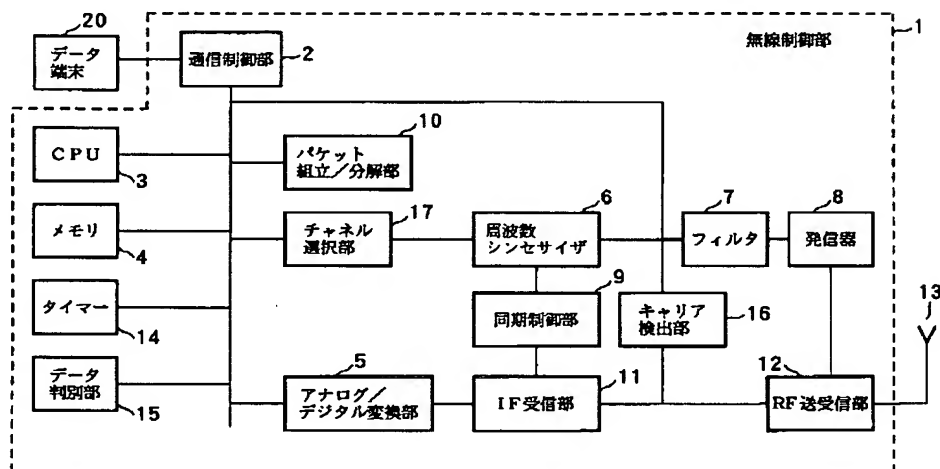 20
データ
端末
通信制御部
2
無線制御部
1
CPU
3
10
パケット
組立/分解部
メモリ
4
チャネル
選択部
17
6
周波数
シンセサイザ
7
フィルタ
8
発信器
タイマー
14
9
同期制御部
キャリア
検出部
16
13
データ
判別部
15
5
アナログ/
デジタル変換部
IF受信部
11
12
RF送受信部